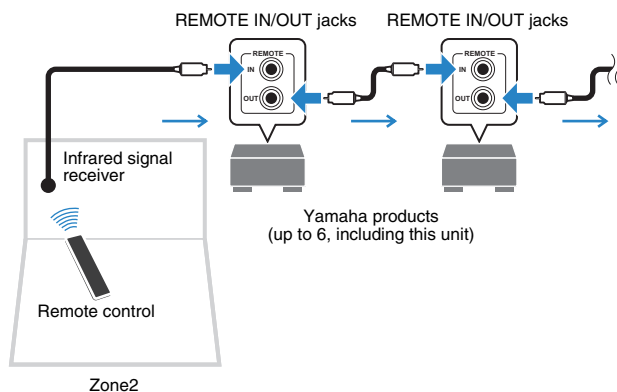 REMOTE IN/OUT jacks
REMOTE IN/OUT jacks
REMOTE
IN
OUT
REMOTE
IN
OUT
Infrared signal
receiver
Yamaha products
(up to 6, including this unit)
Remote control
Zone2